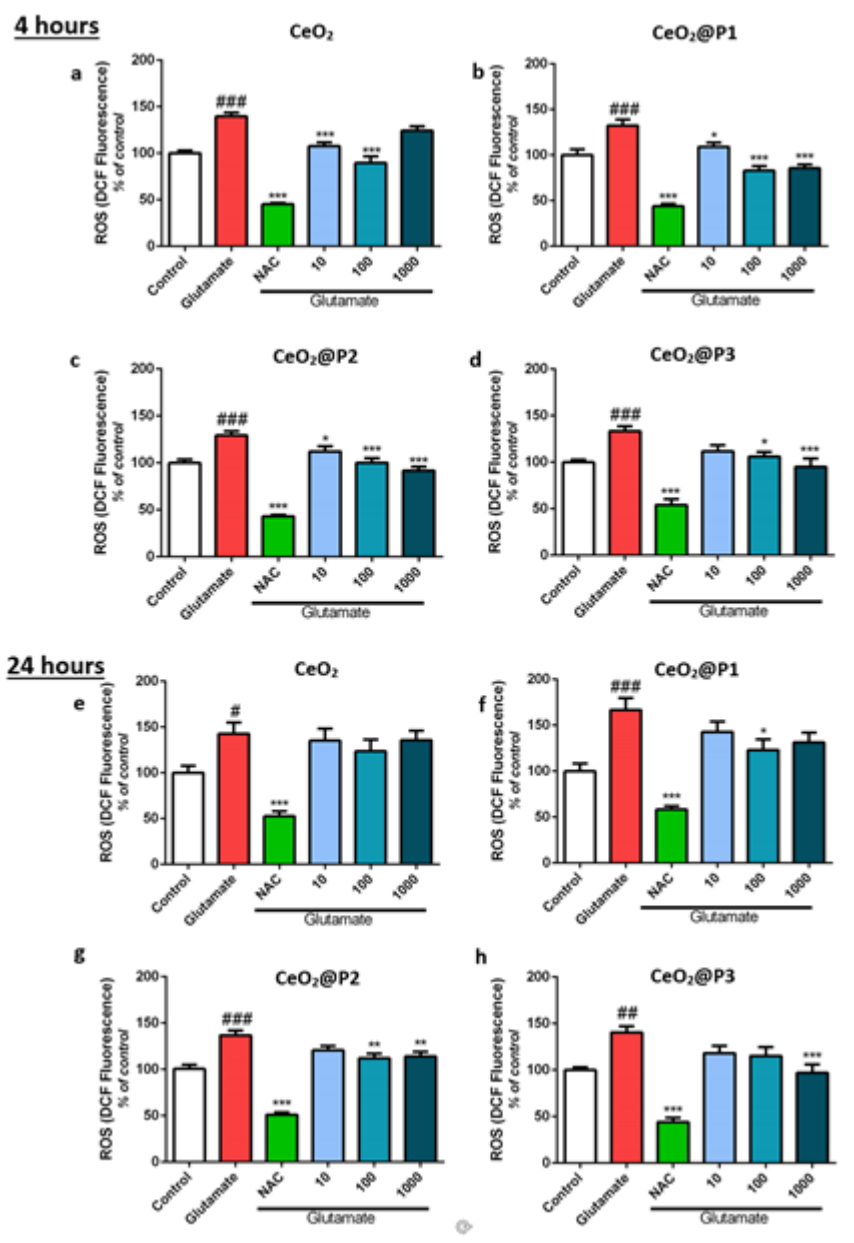 4 hours
a
CeO₂
ROS (DCF Fluorescence)
% of control
200
150
100
50
0
###
***
***
***
Control
Glutamate
NAC
10
100
1000
Glutamate
b
CeO₂@P1
ROS (DCF Fluorescence)
% of control
200
150
100
50
0
###
***
*
***
***
Control
Glutamate
NAC
10
100
1000
Glutamate
c
CeO₂@P2
ROS (DCF Fluorescence)
% of control
200
150
100
50
0
###
***
*
***
***
Control
Glutamate
NAC
10
100
1000
Glutamate
d
CeO₂@P3
ROS (DCF Fluorescence)
% of control
200
150
100
50
0
###
***
*
***
Control
Glutamate
NAC
10
100
1000
Glutamate
24 hours
e
CeO₂
ROS (DCF Fluorescence)
% of control
200
150
100
50
0
#
***
Control
Glutamate
NAC
10
100
1000
Glutamate
f
CeO₂@P1
ROS (DCF Fluorescence)
% of control
200
150
100
50
0
###
***
*
Control
Glutamate
NAC
10
100
1000
Glutamate
g
CeO₂@P2
ROS (DCF Fluorescence)
% of control
200
150
100
50
0
###
***
**
**
Control
Glutamate
NAC
10
100
1000
Glutamate
h
CeO₂@P3
ROS (DCF Fluorescence)
% of control
200
150
100
50
0
##
***
***
Control
Glutamate
NAC
10
100
1000
Glutamate